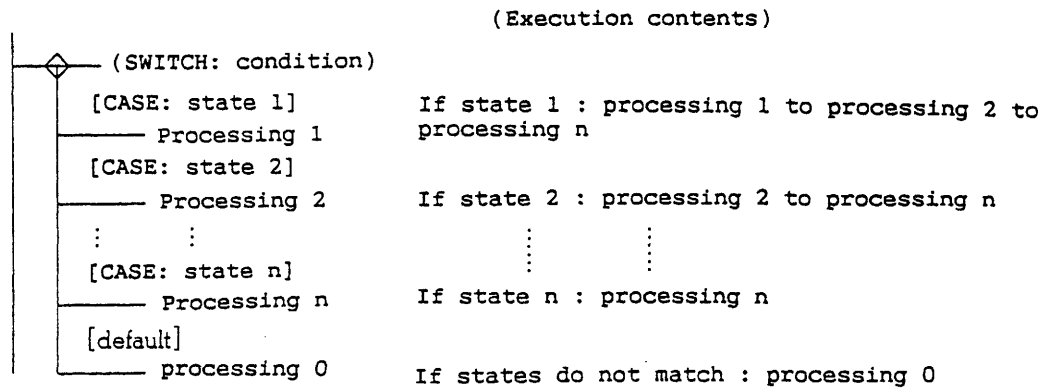 (Execution contents)
(SWITCH: condition)
[CASE: state 1] If state 1 : processing 1 to processing 2 to
Processing 1 processing n
[CASE: state 2]
Processing 2 If state 2 : processing 2 to processing n
[CASE: state n]
Processing n If state n : processing n
[default]
processing 0 If states do not match : processing 0